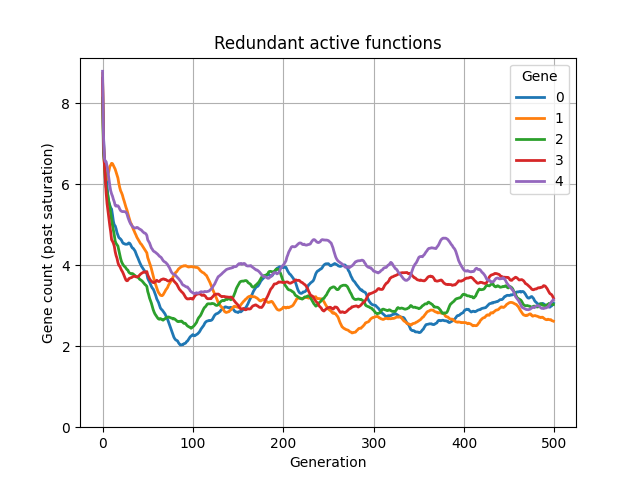 Redundant active functions
Gene count (past saturation)
8
6
4
2
0
Gene
0
1
2
3
4
0 100 200 300 400 500
Generation